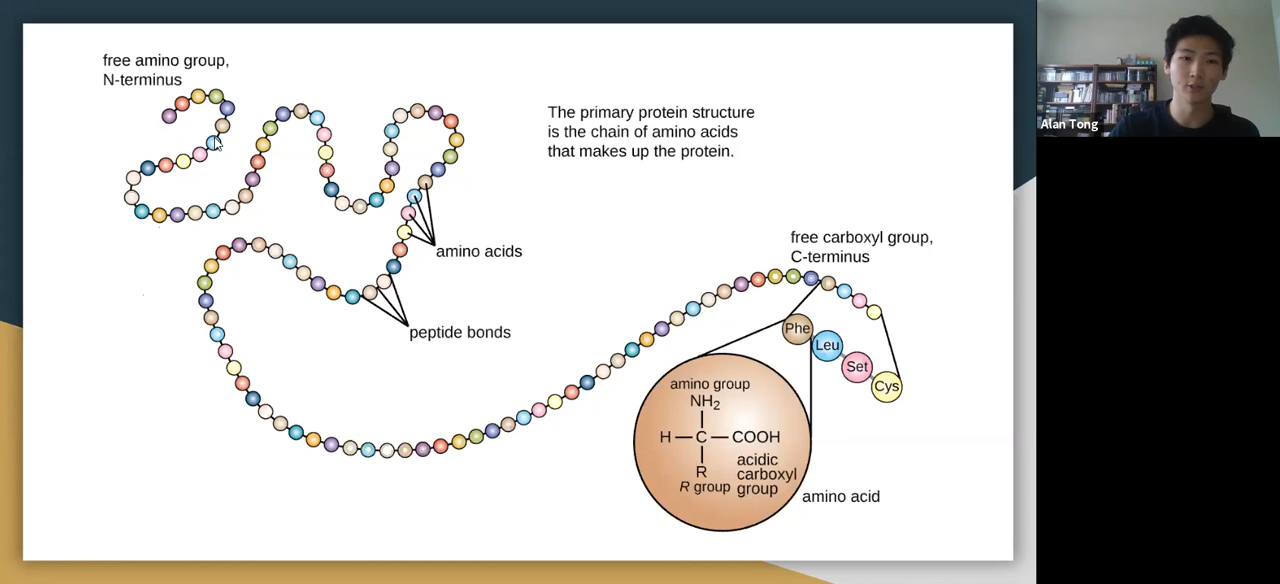 free amino group,
N-terminus
The primary protein structure
is the chain of amino acids
that makes up the protein.
amino acids
peptide bonds
free carboxyl group,
C-terminus
Phe
Leu
Set
Cys
amino group
NH2
H — C — COOH
R
R group
acidic
carboxyl
group
amino acid
Alan Tong